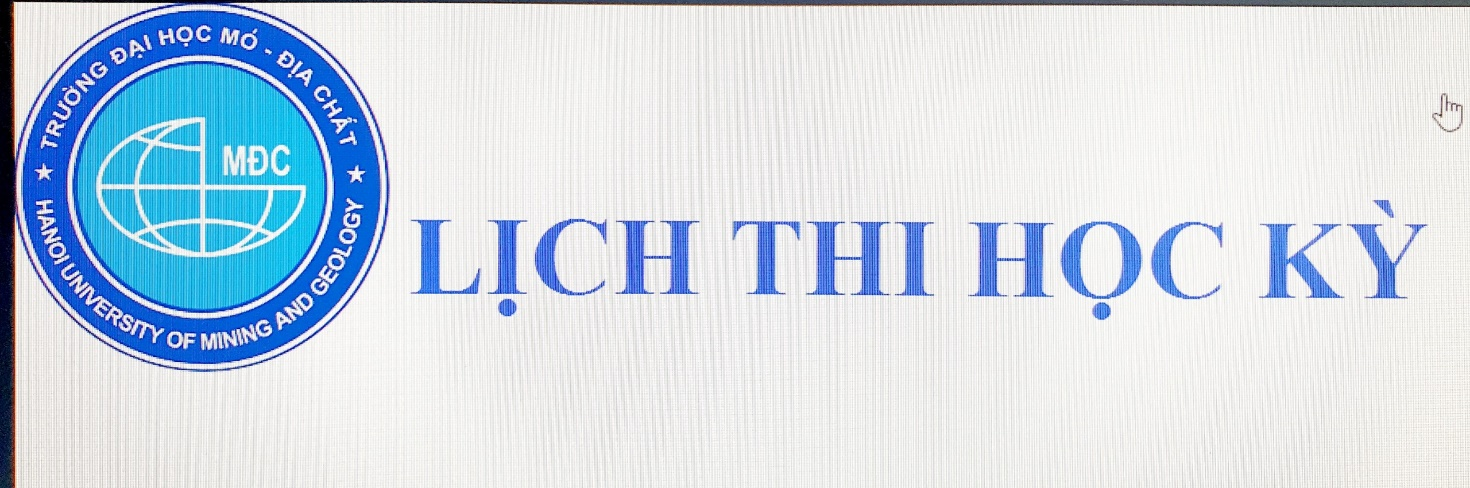 TRƯỜNG ĐẠI HỌC MỎ - ĐỊA CHẤT
MĐC
HANOI UNIVERSITY OF MINING AND GEOLOGY
LỊCH THI HỌC KỲ